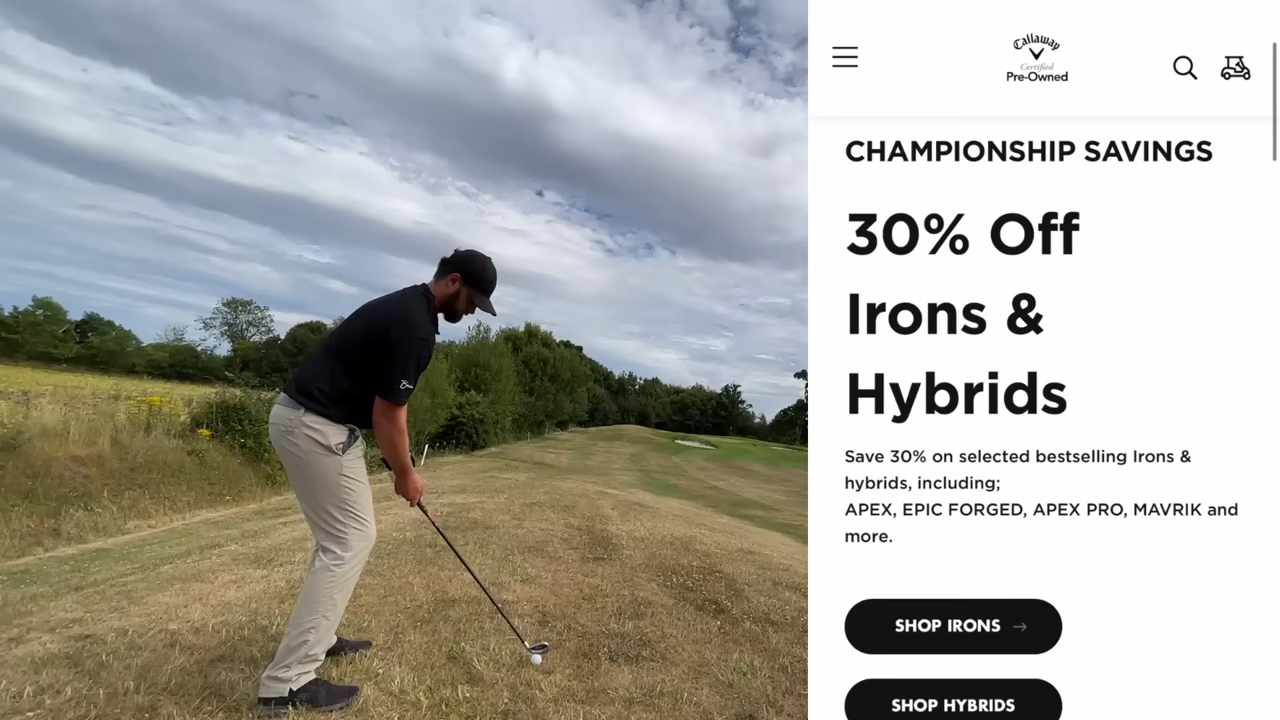 Callaway
Certified
Pre-Owned
CHAMPIONSHIP SAVINGS
30% Off
Irons &
Hybrids
Save 30% on selected bestselling Irons &
hybrids, including;
APEX, EPIC FORGED, APEX PRO, MAVRIK and
more.
SHOP IRONS →
SHOP HYBRIDS